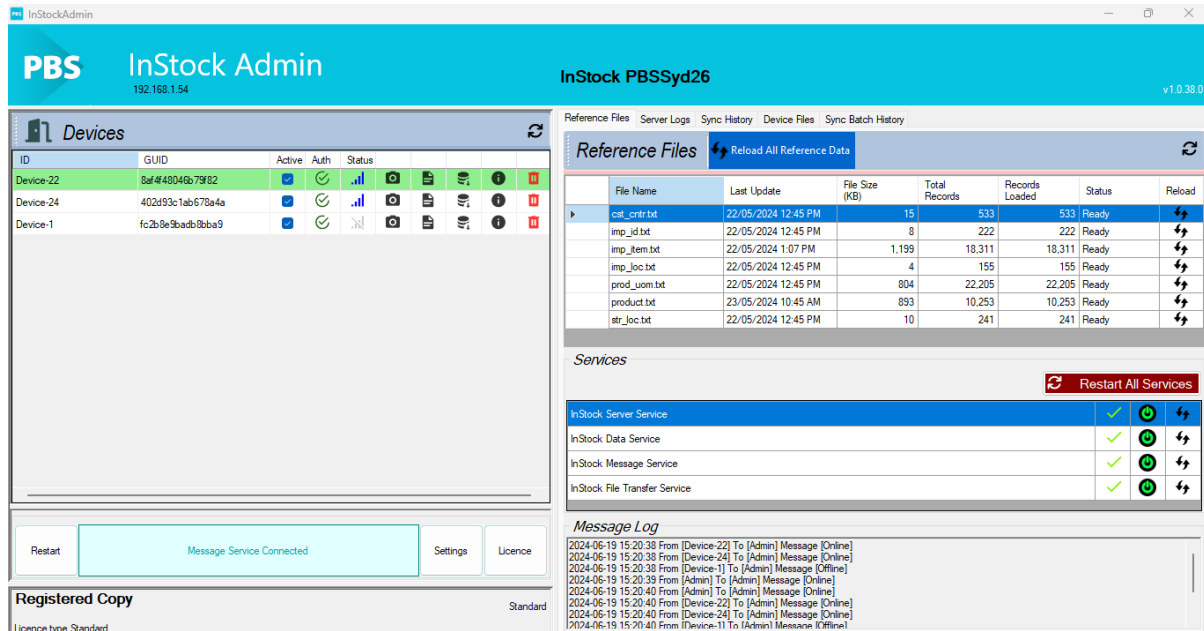 PBS InStockAdmin
PBS InStock Admin
192.168.1.54
InStock PBSSyd26
v1.0.38.0
Devices
ID GUID Active Auth Status
Device-22 8af4f48046b79f82
Device-24 402d93c1ab678a4a
Device-1 fc2b8e9badb8bba9
Restart Message Service Connected Settings Licence
Registered Copy
Standard
Licence type Standard
Reference Files Server Logs Sync History Device Files Sync Batch History
Reference Files Reload All Reference Data
File Name Last Update File Size (KB) Total Records Records Loaded Status Reload
cst_cntr.txt 22/05/2024 12:45 PM 15 533 533 Ready
imp_id.txt 22/05/2024 12:45 PM 8 222 222 Ready
imp_item.txt 22/05/2024 1:07 PM 1,199 18,311 18,311 Ready
imp_loc.txt 22/05/2024 12:45 PM 4 155 155 Ready
prod_uom.txt 22/05/2024 12:45 PM 804 22,205 22,205 Ready
product.txt 23/05/2024 10:45 AM 893 10,253 10,253 Ready
str_loc.txt 22/05/2024 12:45 PM 10 241 241 Ready
Services
Restart All Services
InStock Server Service
InStock Data Service
InStock Message Service
InStock File Transfer Service
Message Log
2024-06-19 15:20:38 From [Device-22] To [Admin] Message [Online]
2024-06-19 15:20:38 From [Device-24] To [Admin] Message [Online]
2024-06-19 15:20:38 From [Device-1] To [Admin] Message [Offline]
2024-06-19 15:20:39 From [Admin] To [Admin] Message [Online]
2024-06-19 15:20:40 From [Admin] To [Admin] Message [Online]
2024-06-19 15:20:40 From [Device-22] To [Admin] Message [Online]
2024-06-19 15:20:40 From [Device-24] To [Admin] Message [Online]
2024-06-19 15:20:40 From [Device-1] To [Admin] Message [Offline]